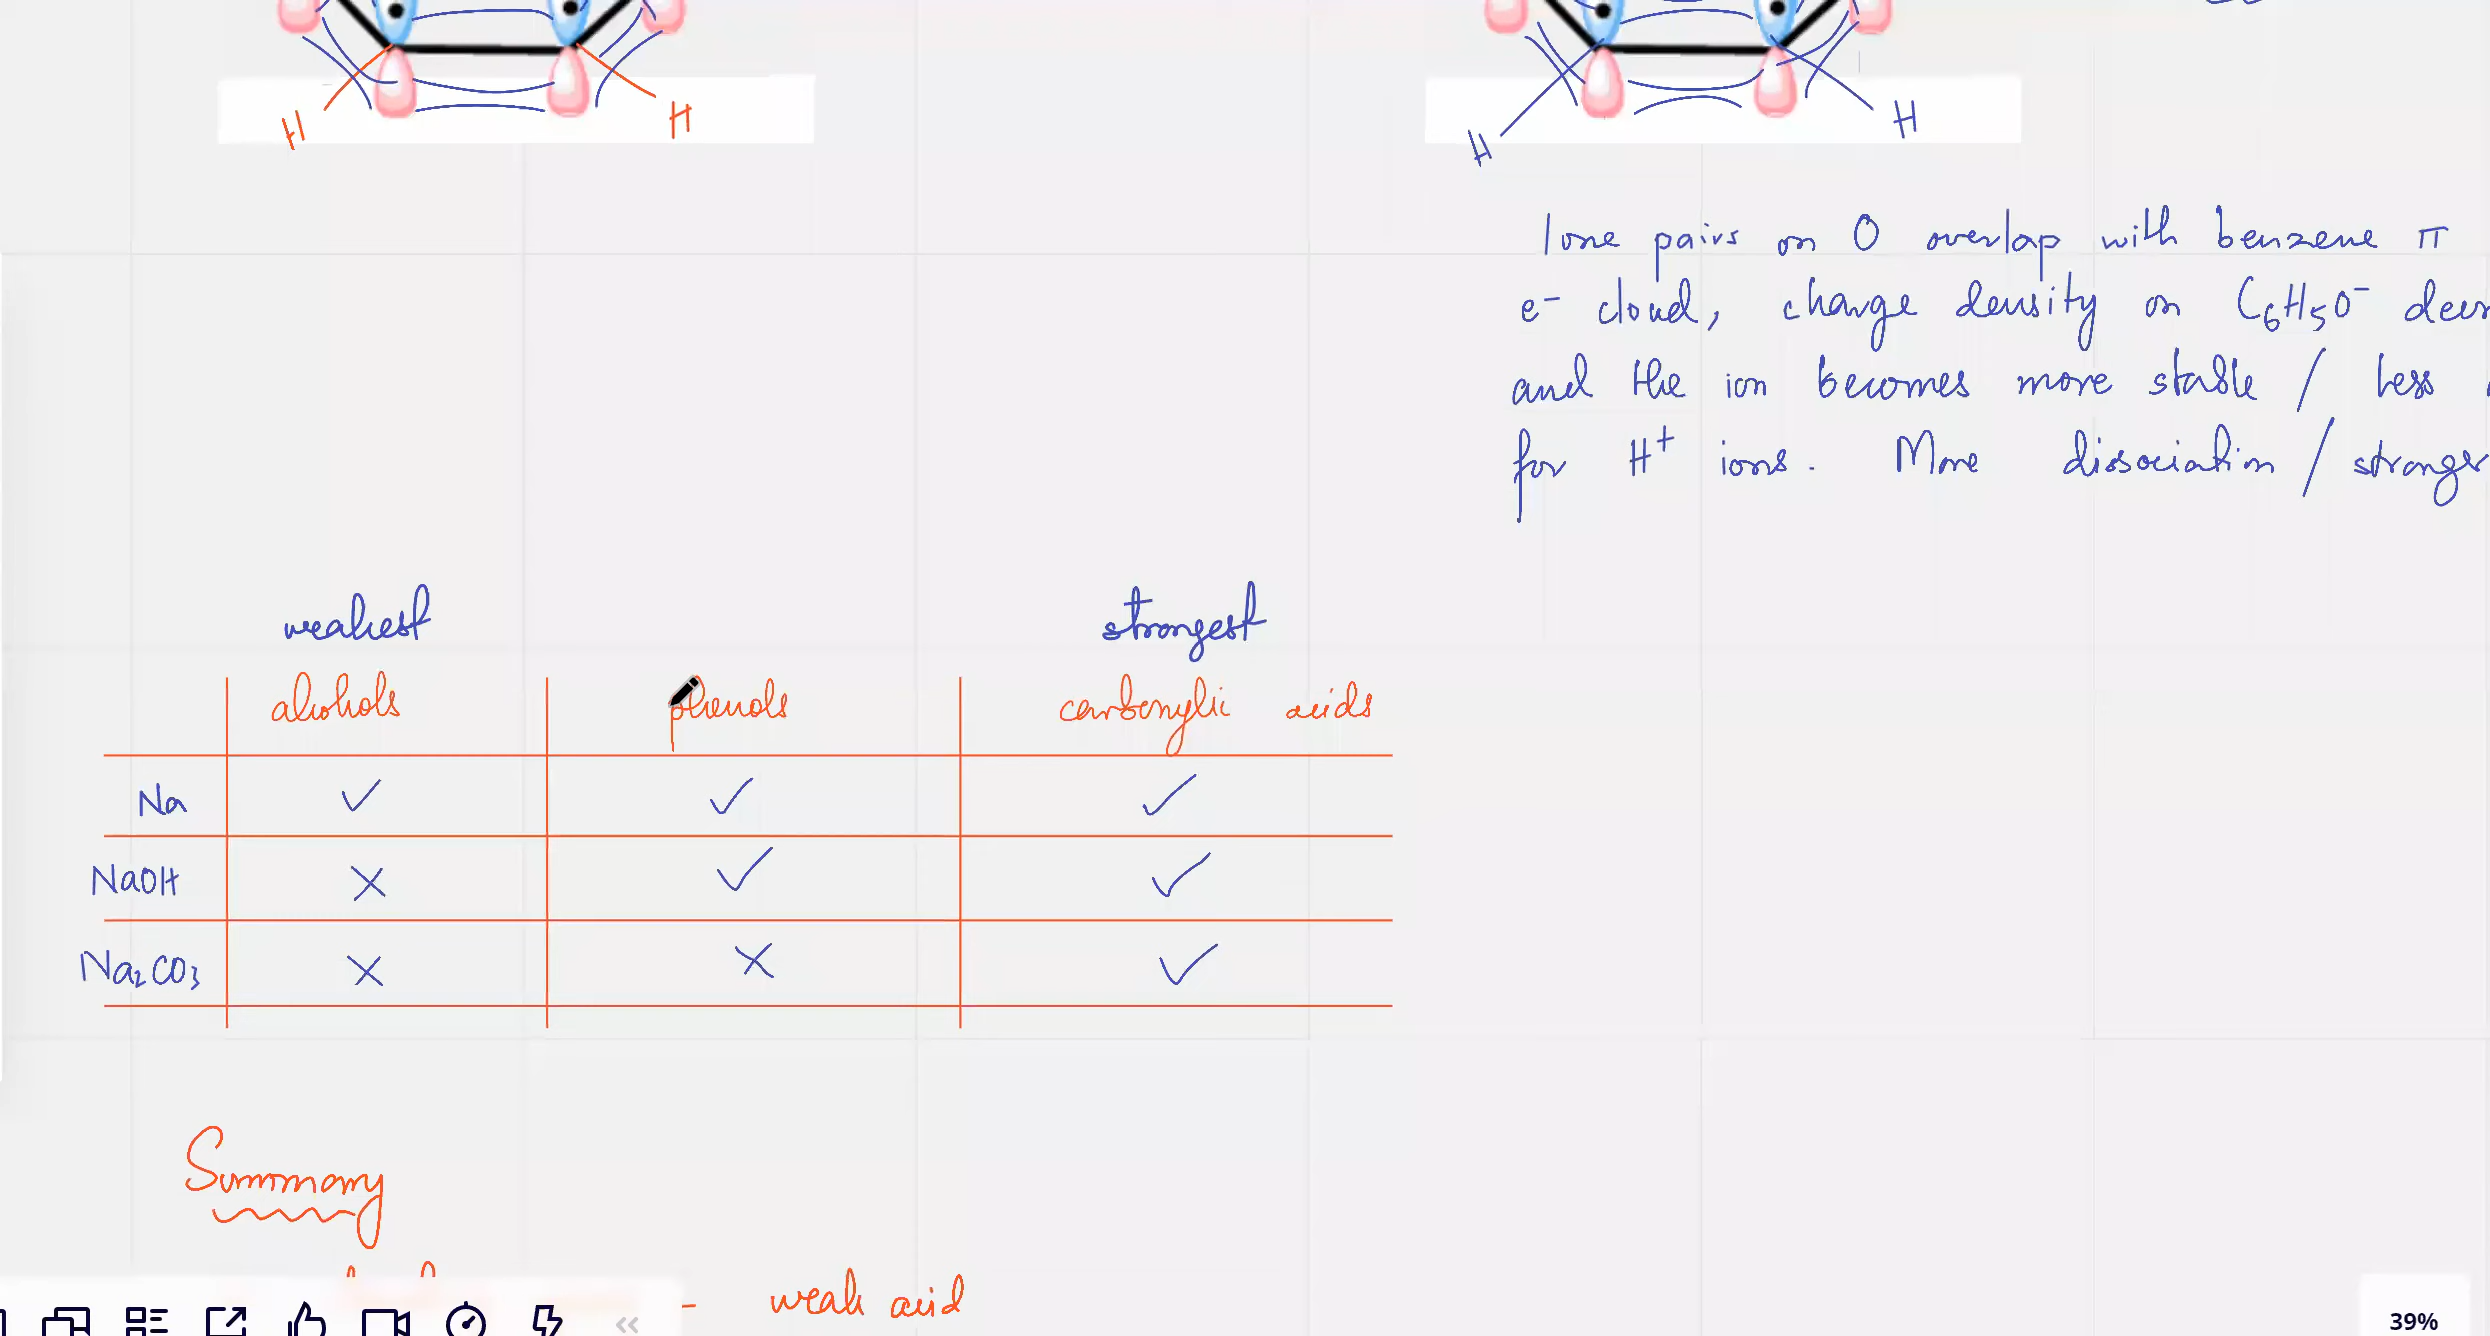 H
H
H
H
lone pairs on O overlap with benzene π
e⁻ cloud, charge density on C₆H₅O⁻
and the ion becomes more stable / less
for H⁺ ions. More dissociation / stronger
weakest strongest
alcohols phenols carboxylic acids
Na ✓ ✓ ✓
NaOH × ✓ ✓
Na₂CO₃ × × ✓
Summary
- weak acid
39%